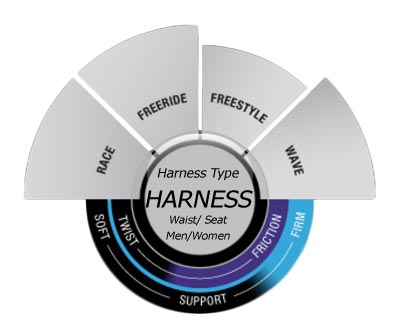 RACE
FREERIDE
FREESTYLE
WAVE
Harness Type
HARNESS
Waist/ Seat
Men/Women
SOFT
TWIST
FRICTION
FIRM
SUPPORT